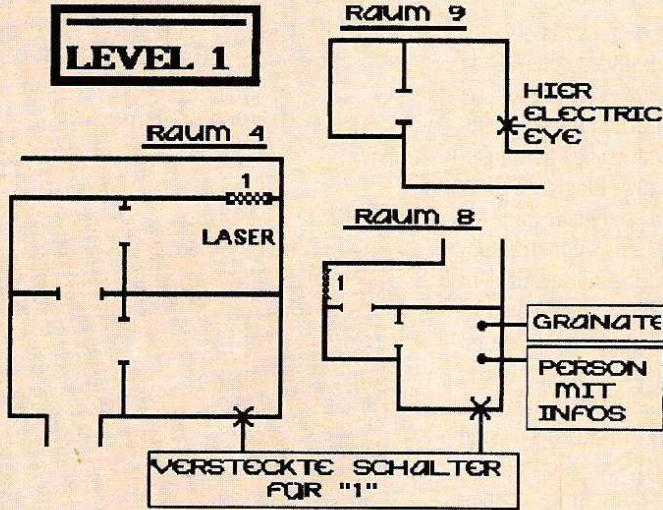 LEVEL 1
RAUM 9
HIER
ELECTRIC
EYE
RAUM 4
1
LASER
RAUM 8
1
GRANATE
PERSON
MIT
INFOS
VERSTECKTE SCHALTER
FÜR "1"